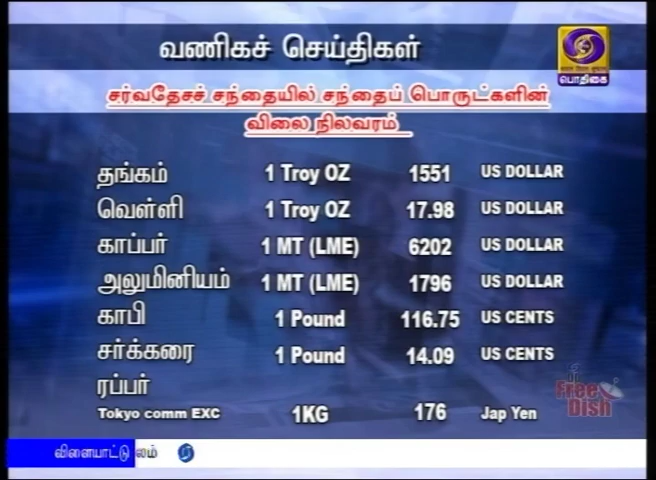 வணிகச் செய்திகள்
பொதிகை
சர்வதேசச் சந்தையில் சந்தைப் பொருட்களின்
விலை நிலவரம்
தங்கம் 1 Troy OZ 1551 US DOLLAR
வெள்ளி 1 Troy OZ 17.98 US DOLLAR
காப்பர் 1 MT (LME) 6202 US DOLLAR
அலுமினியம் 1 MT (LME) 1796 US DOLLAR
காபி 1 Pound 116.75 US CENTS
சர்க்கரை 1 Pound 14.09 US CENTS
ரப்பர்
Tokyo comm EXC 1KG 176 Jap Yen
Free Dish
வினையாட்டு லம்